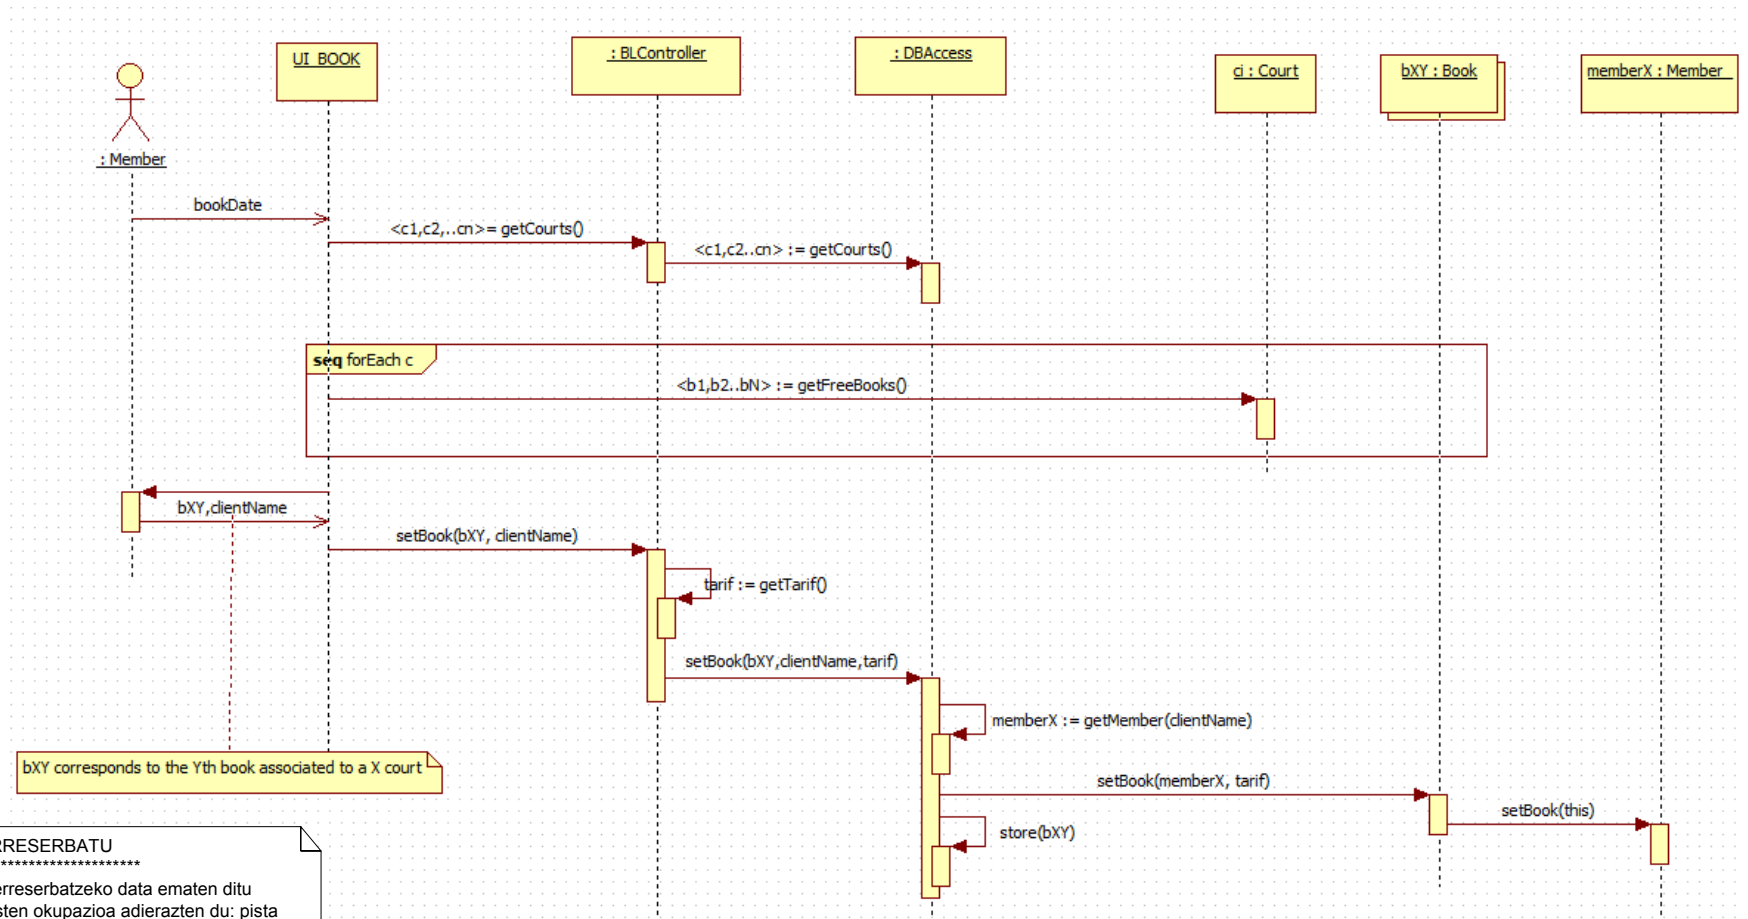 UI BOOK
: BLController
: DBAccess
ci : Court
bXY : Book
memberX : Member
: Member
bookDate
<c1,c2,..cn>= getCourts()
<c1,c2..cn> := getCourts()
seq forEach c
<b1,b2..bN> := getFreeBooks()
bXY,clientName
setBook(bXY, clientName)
tarif := getTarif()
setBook(bXY,clientName,tarif)
memberX := getMember(clientName)
bXY corresponds to the Yth book associated to a X court
setBook(memberX, tarif)
setBook(this)
store(bXY)
RRESERBATU
********************
erreserbatzeko data ematen ditu
sten okupazioa adierazten du: pista